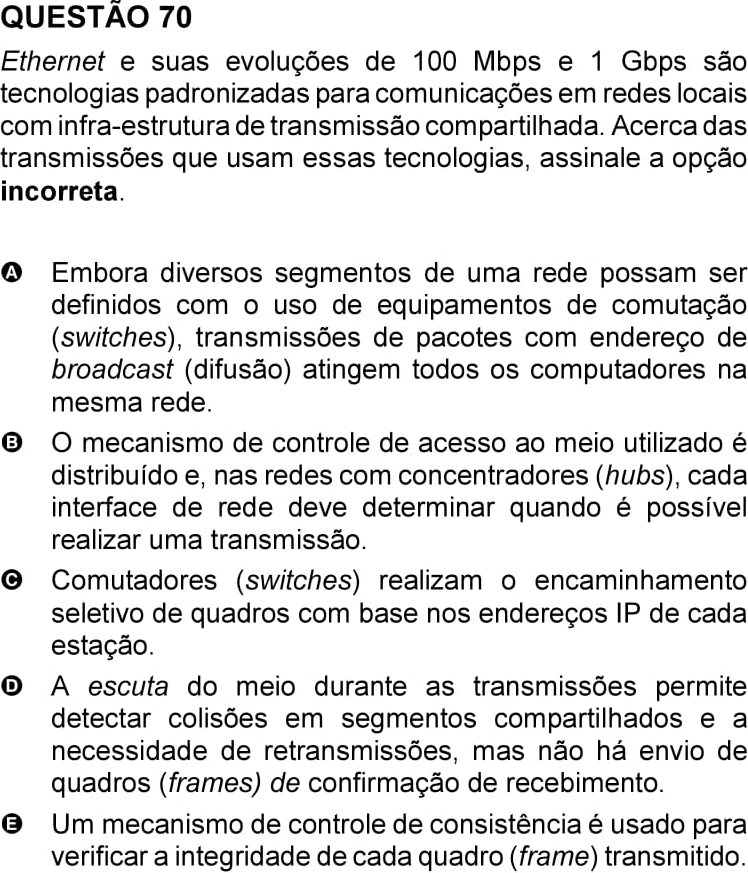 QUESTÃO 70
Ethernet e suas evoluções de 100 Mbps e 1 Gbps são
tecnologias padronizadas para comunicações em redes locais
com infra-estrutura de transmissão compartilhada. Acerca das
transmissões que usam essas tecnologias, assinale a opção
incorreta.
A Embora diversos segmentos de uma rede possam ser
definidos com o uso de equipamentos de comutação
(switches), transmissões de pacotes com endereço de
broadcast (difusão) atingem todos os computadores na
mesma rede.
B O mecanismo de controle de acesso ao meio utilizado é
distribuído e, nas redes com concentradores (hubs), cada
interface de rede deve determinar quando é possível
realizar uma transmissão.
C Comutadores (switches) realizam o encaminhamento
seletivo de quadros com base nos endereços IP de cada
estação.
D A escuta do meio durante as transmissões permite
detectar colisões em segmentos compartilhados e a
necessidade de retransmissões, mas não há envio de
quadros (frames) de confirmação de recebimento.
E Um mecanismo de controle de consistência é usado para
verificar a integridade de cada quadro (frame) transmitido.